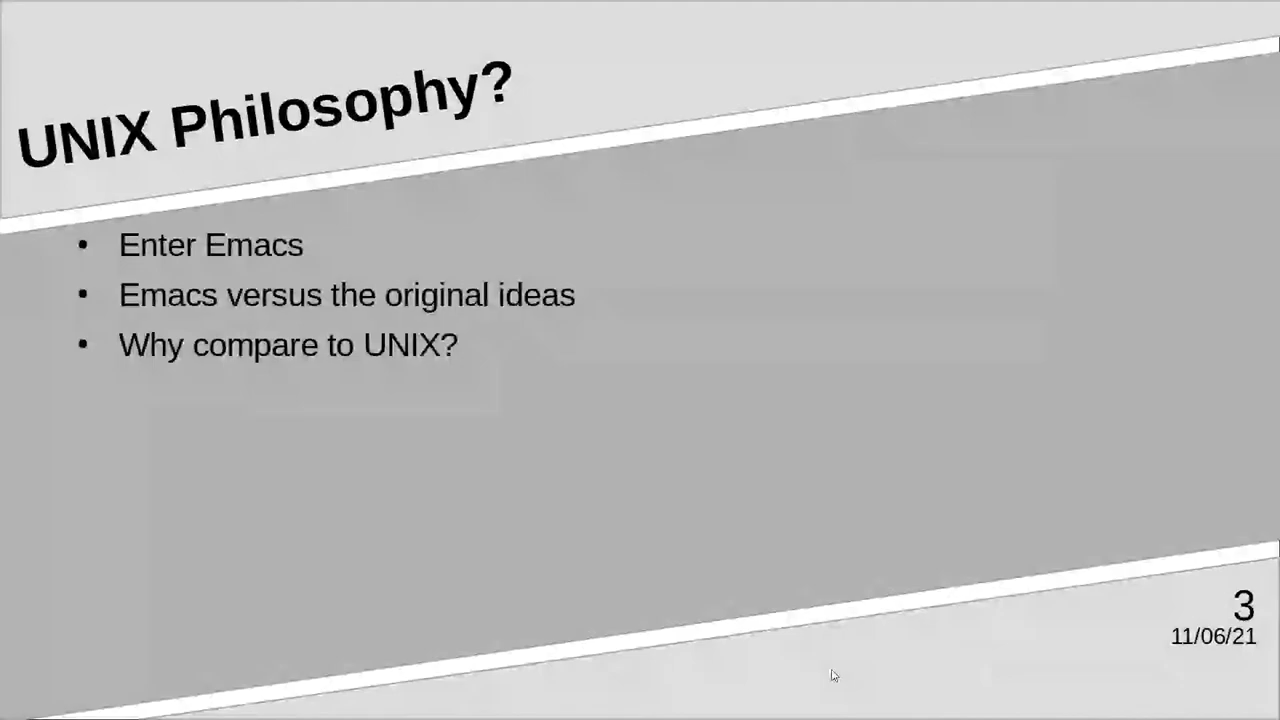 UNIX Philosophy?
• Enter Emacs
• Emacs versus the original ideas
• Why compare to UNIX?
3
11/06/21